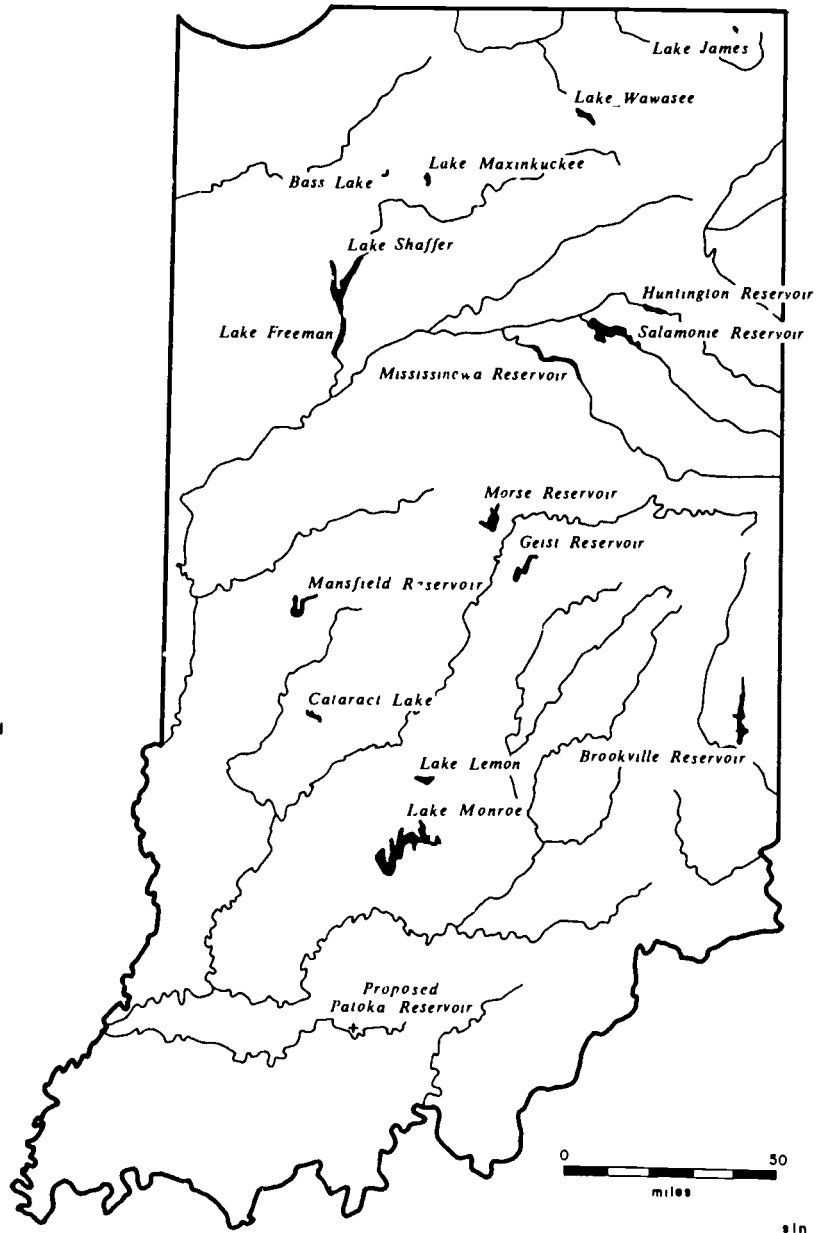 Lake James
Lake Wawasee
Lake Maxinkuckee
Bass Lake
Lake Shaffer
Huntington Reservoir
Lake Freeman
Salamonie Reservoir
Mississinewa Reservoir
Morse Reservoir
Geist Reservoir
Mansfield Reservoir
Cataract Lake
Lake Lemon
Brookville Reservoir
Lake Monroe
Proposed
Patoka Reservoir
0 50
miles
sln